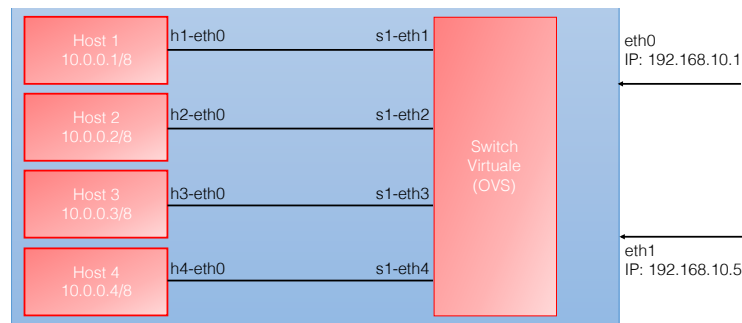 Host 1
10.0.0.1/8
h1-eth0
s1-eth1
eth0
IP: 192.168.10.1
Host 2
10.0.0.2/8
h2-eth0
s1-eth2
Switch
Virtuale
(OVS)
Host 3
10.0.0.3/8
h3-eth0
s1-eth3
Host 4
10.0.0.4/8
h4-eth0
s1-eth4
eth1
IP: 192.168.10.5